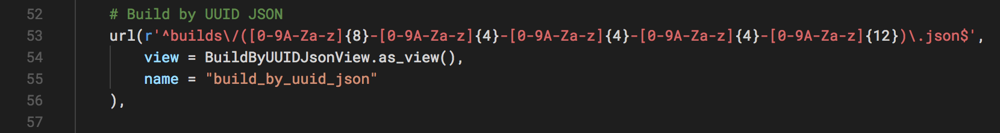 52 # Build by UUID JSON
53 url(r'^builds\/([0-9A-Za-z]{8}-[0-9A-Za-z]{4}-[0-9A-Za-z]{4}-[0-9A-Za-z]{4}-[0-9A-Za-z]{12})\.json$',
54 view = BuildByUUIDJsonView.as_view(),
55 name = "build_by_uuid_json"
56 ),
57